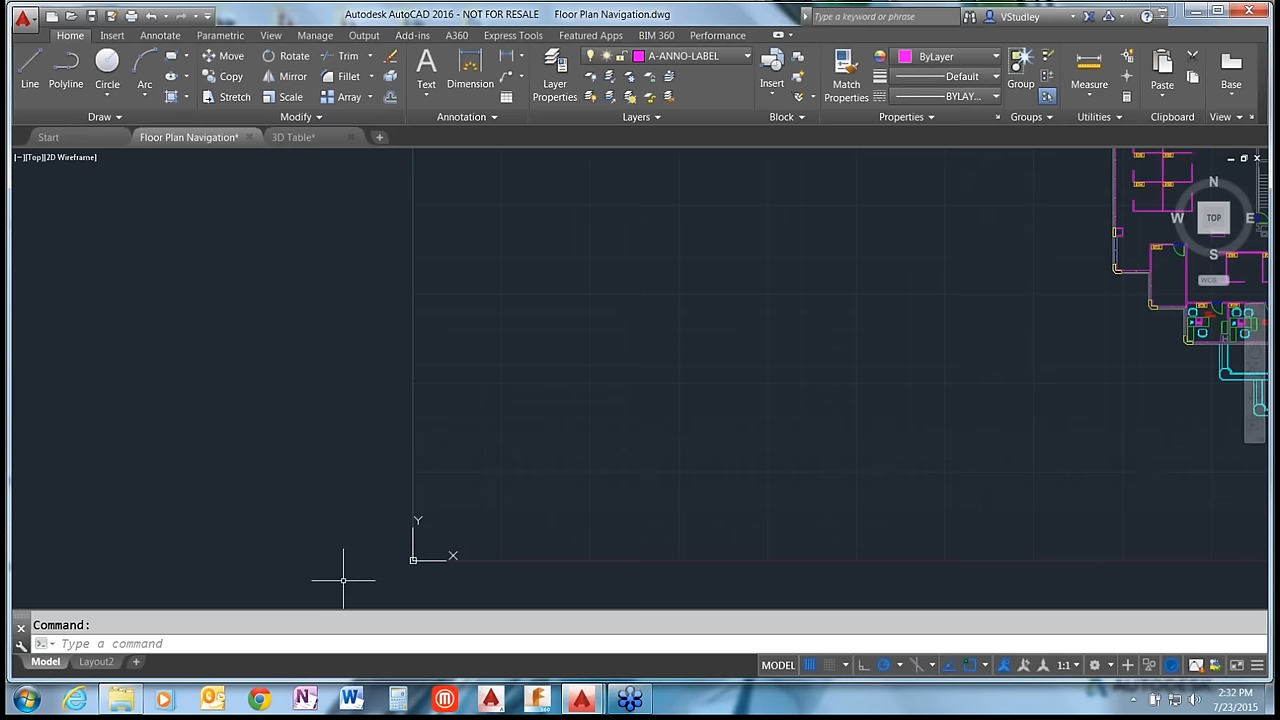 Autodesk AutoCAD 2016 - NOT FOR RESALE Floor Plan Navigation.dwg
Type a keyword or phrase
VStudley
Home Insert Annotate Parametric View Manage Output Add-ins A360 Express Tools Featured Apps BIM 360 Performance
Line Polyline Circle Arc
Move Rotate Trim
Copy Mirror Fillet
Stretch Scale Array
Text Dimension
Layer Properties
A-ANNO-LABEL
Insert
Match Properties
ByLayer
Default
BYLAY...
Group
Measure
Paste
Base
Draw Modify Annotation Layers Block Properties Groups Utilities Clipboard View
Start Floor Plan Navigation* 3D Table*
[−][Top][2D Wireframe]
N
W TOP E
S
WCS
Y
X
Command:
Type a command
Model Layout2
MODEL 1:1
2:32 PM
7/23/2015